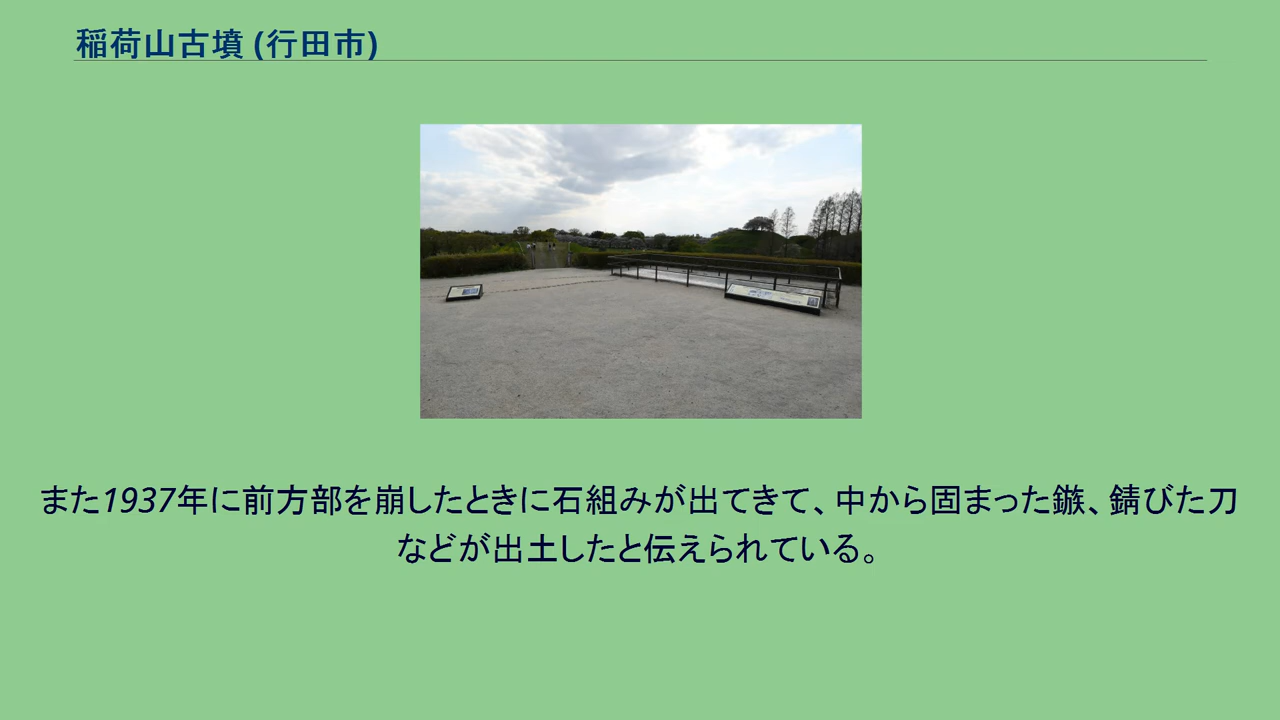 稲荷山古墳 (行田市)
また1937年に前方部を崩したときに石組みが出てきて、中から固まった鏃、錆びた刀
などが出土したと伝えられている。